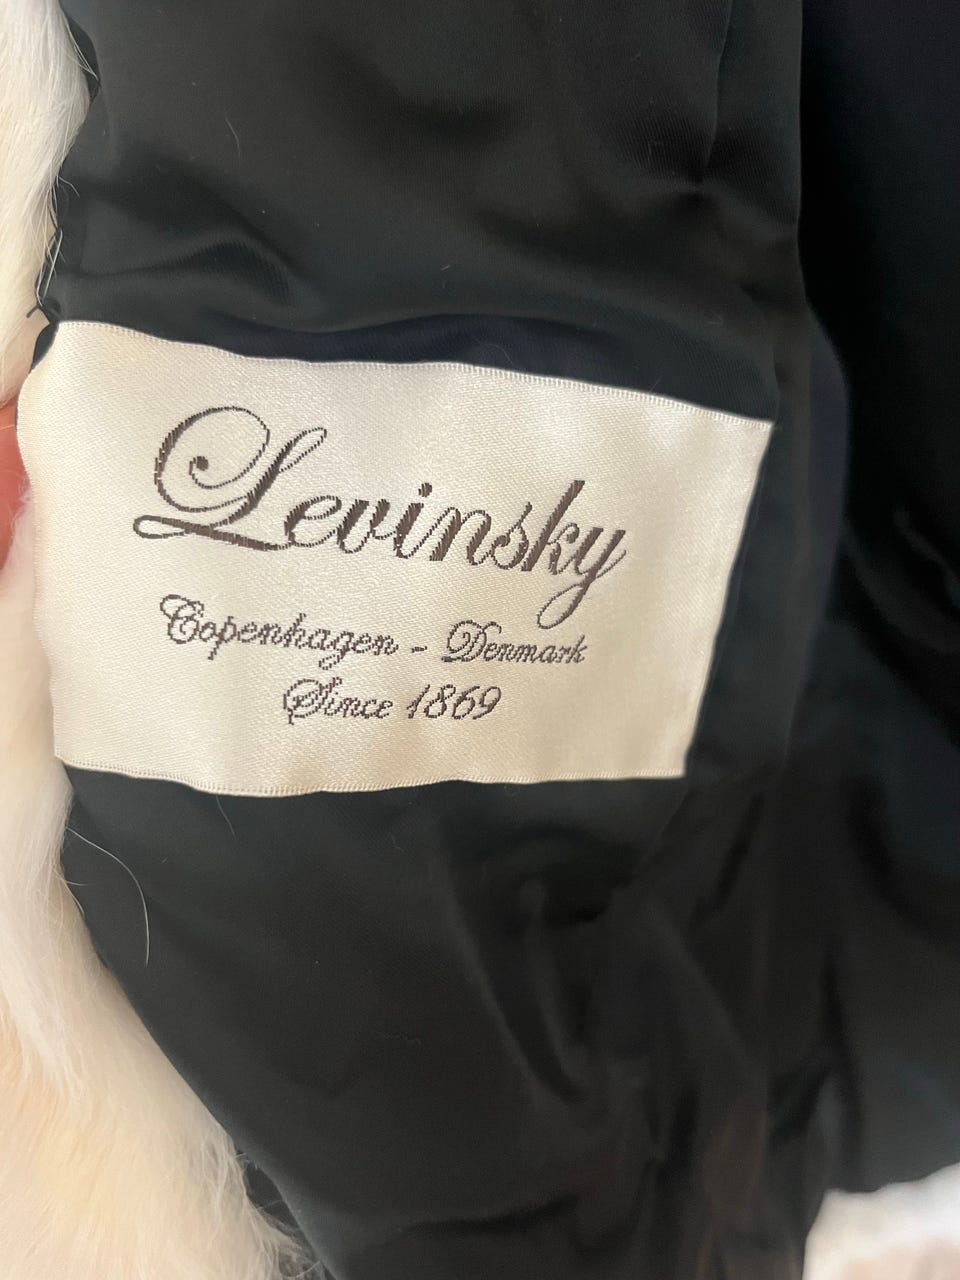 Levinsky
Copenhagen - Denmark
Since 1869